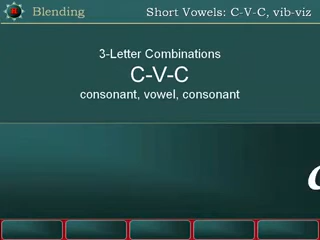 Blending
Short Vowels: C-V-C, vib-viz
3-Letter Combinations
C-V-C
consonant, vowel, consonant